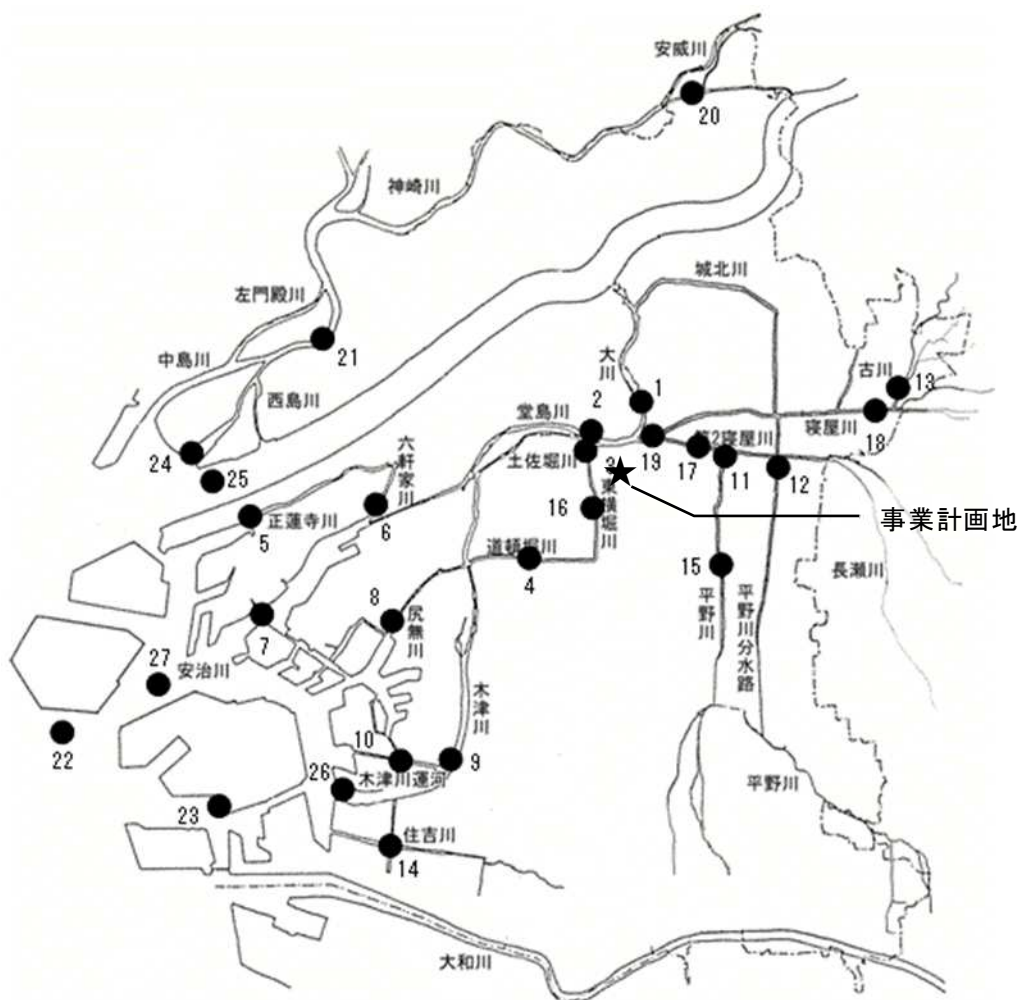 安威川
20
神崎川
城北川
左門殿川
21
中島川
西島川
大川
1
古川
13
堂島川
2
六軒家川
土佐堀川
3
19
第2寝屋川
17
11
12
寝屋川
18
24
25
正蓮寺川
5
6
16
東横堀川
事業計画地
道頓堀川
4
15
平野川
平野川分水路
長瀬川
8
尻無川
7
27
安治川
22
木津川
10
9
26
木津川運河
23
住吉川
14
平野川
大和川